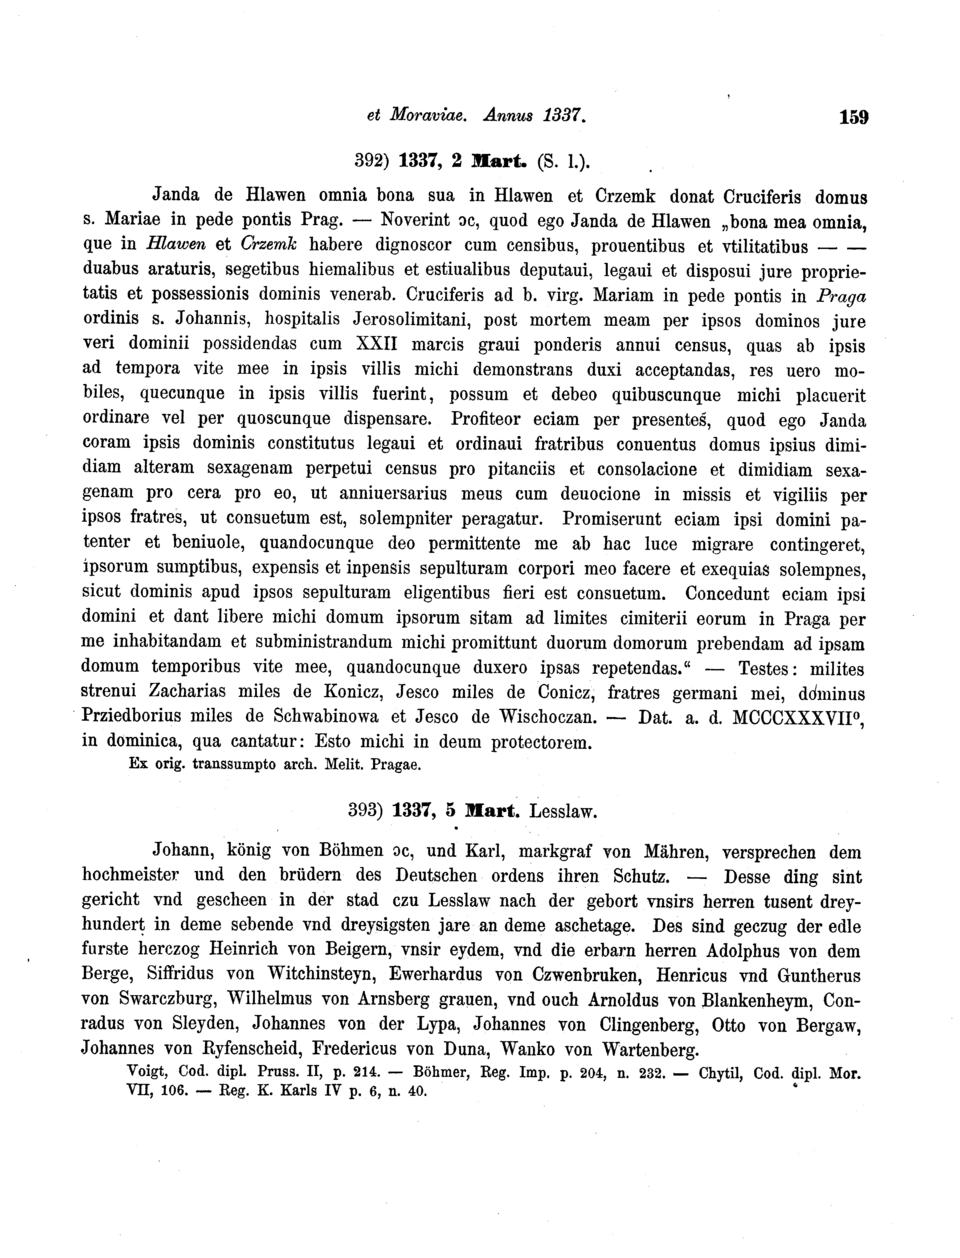 et Moraviae. Annus 1337. 159
392) 1337, 2 Mart. (S. l.).
Janda de Hlawen omnia bona sua in Hlawen et Crzemk donat Cruciferis domus
s. Mariae in pede pontis Prag. — Noverint ɔc, quod ego Janda de Hlawen „bona mea omnia,
que in Hlawen et Crzemk habere dignoscor cum censibus, prouentibus et vtilitatibus — —
duabus araturis, segetibus hiemalibus et estiualibus deputaui, legaui et disposui jure proprie-
tatis et possessionis dominis venerab. Cruciferis ad b. virg. Mariam in pede pontis in Praga
ordinis s. Johannis, hospitalis Jerosolimitani, post mortem meam per ipsos dominos jure
veri dominii possidendas cum XXII marcis graui ponderis annui census, quas ab ipsis
ad tempora vite mee in ipsis villis michi demonstrans duxi acceptandas, res uero mo-
biles, quecunque in ipsis villis fuerint, possum et debeo quibuscunque michi placuerit
ordinare vel per quoscunque dispensare. Profiteor eciam per presentes, quod ego Janda
coram ipsis dominis constitutus legaui et ordinaui fratribus conuentus domus ipsius dimi-
diam alteram sexagenam perpetui census pro pitanciis et consolacione et dimidiam sexa-
genam pro cera pro eo, ut anniuersarius meus cum deuocione in missis et vigiliis per
ipsos fratres, ut consuetum est, solempniter peragatur. Promiserunt eciam ipsi domini pa-
tenter et beniuole, quandocunque deo permittente me ab hac luce migrare contingeret,
ipsorum sumptibus, expensis et inpensis sepulturam corpori meo facere et exequias solempnes,
sicut dominis apud ipsos sepulturam eligentibus fieri est consuetum. Concedunt eciam ipsi
domini et dant libere michi domum ipsorum sitam ad limites cimiterii eorum in Praga per
me inhabitandam et subministrandum michi promittunt duorum domorum prebendam ad ipsam
domum temporibus vite mee, quandocunque duxero ipsas repetendas.“ — Testes: milites
strenui Zacharias miles de Konicz, Jesco miles de Conicz, fratres germani mei, dominus
Prziedborius miles de Schwabinowa et Jesco de Wischoczan. — Dat. a. d. MCCCXXXVII⁰,
in dominica, qua cantatur: Esto michi in deum protectorem.
Ex orig. transsumpto arch. Melit. Pragae.
393) 1337, 5 Mart. Lesslaw.
Johann, könig von Böhmen ɔc, und Karl, markgraf von Mähren, versprechen dem
hochmeister und den brüdern des Deutschen ordens ihren Schutz. — Desse ding sint
gericht vnd gescheen in der stad czu Lesslaw nach der gebort vnsirs herren tusent drey-
hundert in deme sebende vnd dreysigsten jare an deme aschetage. Des sind geczug der edle
furste herczog Heinrich von Beigern, vnsir eydem, vnd die erbarn herren Adolphus von dem
Berge, Siffridus von Witchinsteyn, Ewerhardus von Czwenbruken, Henricus vnd Guntherus
von Swarczburg, Wilhelmus von Arnsberg grauen, vnd ouch Arnoldus von Blankenheym, Con-
radus von Sleyden, Johannes von der Lypa, Johannes von Clingenberg, Otto von Bergaw,
Johannes von Ryfenscheid, Fredericus von Duna, Wanko von Wartenberg.
Voigt, Cod. dipl. Pruss. II, p. 214. — Böhmer, Reg. Imp. p. 204, n. 232. — Chytil, Cod. dipl. Mor.
VII, 106. — Reg. K. Karls IV p. 6, n. 40.